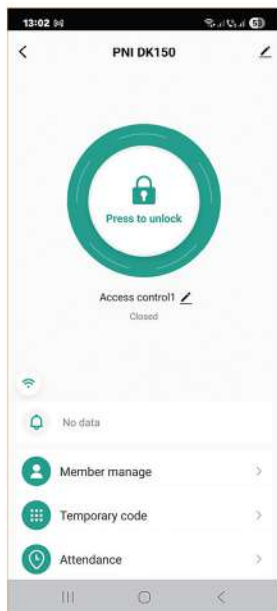 13:02
PNI DK150
Press to unlock
Access control1
Closed
No data
Member manage
Temporary code
Attendance